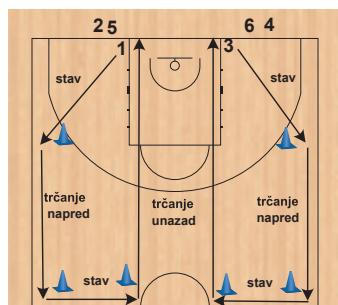 2 5 6 4
1 3
stav stav
trčanje trčanje trčanje
napred unazad napred
stav stav